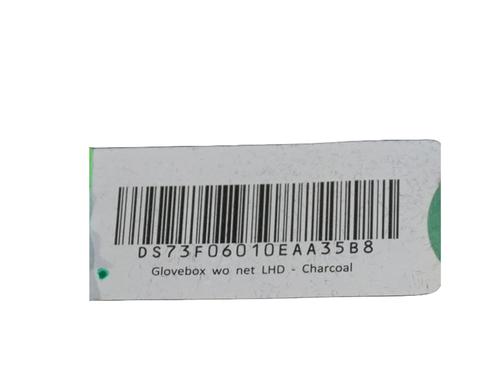 DS73F06010EAA35B8
Glovebox wo net LHD - Charcoal